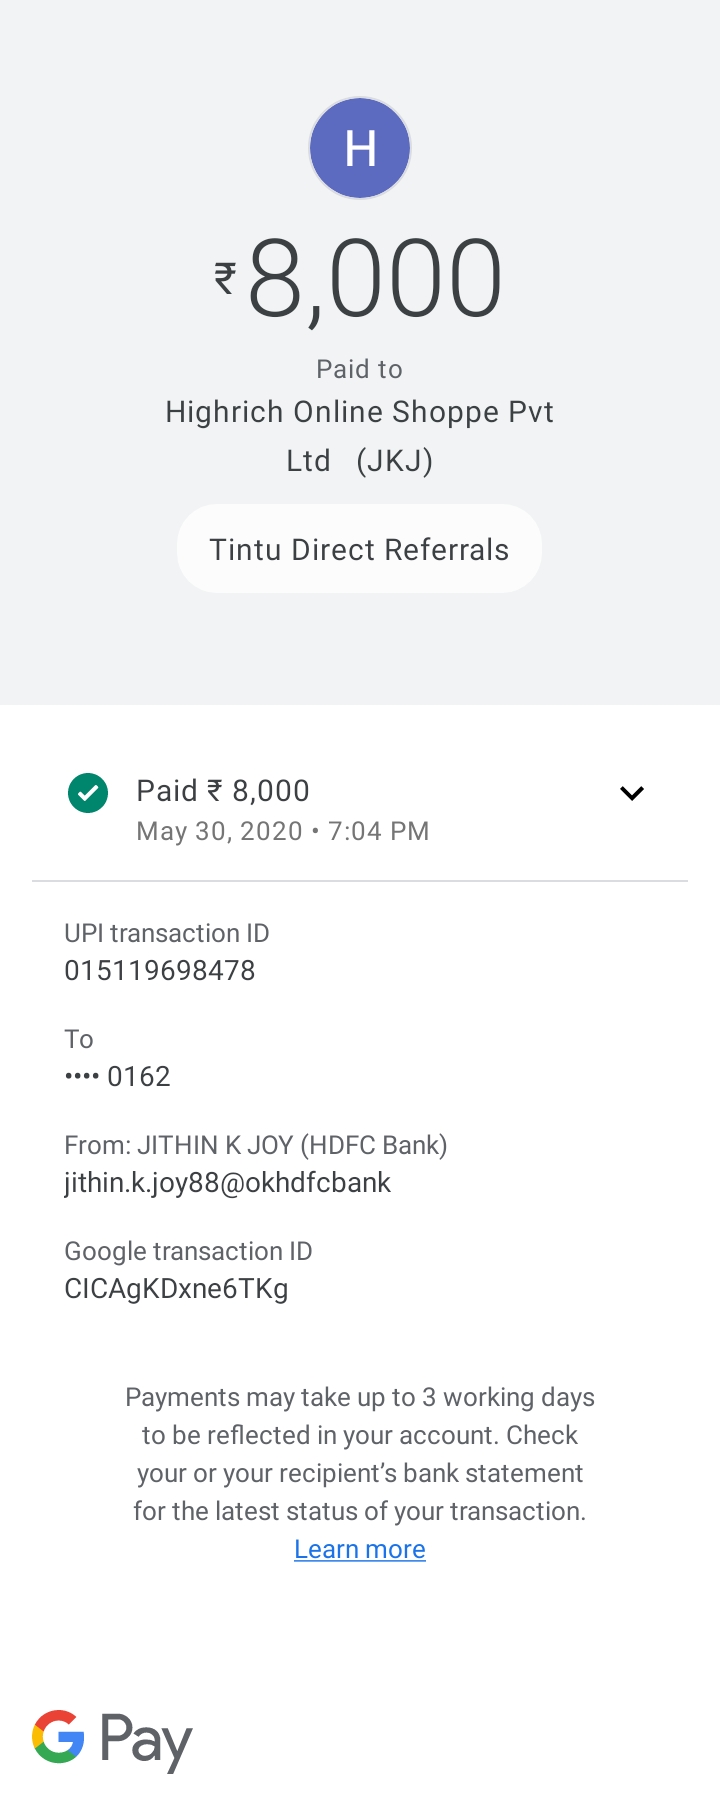 H
₹8,000
Paid to
Highrich Online Shoppe Pvt
Ltd (JKJ)
Tintu Direct Referrals
Paid ₹ 8,000
May 30, 2020 • 7:04 PM
UPI transaction ID
015119698478
To
•••• 0162
From: JITHIN K JOY (HDFC Bank)
jithin.k.joy88@okhdfcbank
Google transaction ID
CICAgKDxne6TKg
Payments may take up to 3 working days
to be reflected in your account. Check
your or your recipient’s bank statement
for the latest status of your transaction.
Learn more
G Pay